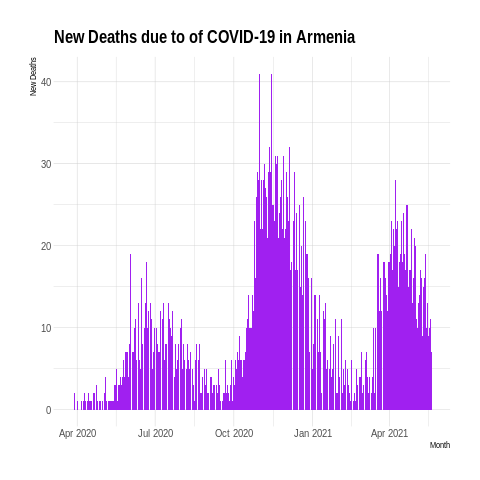 New Deaths due to of COVID-19 in Armenia
New Deaths
40
30
20
10
0
Apr 2020 Jul 2020 Oct 2020 Jan 2021 Apr 2021
Month